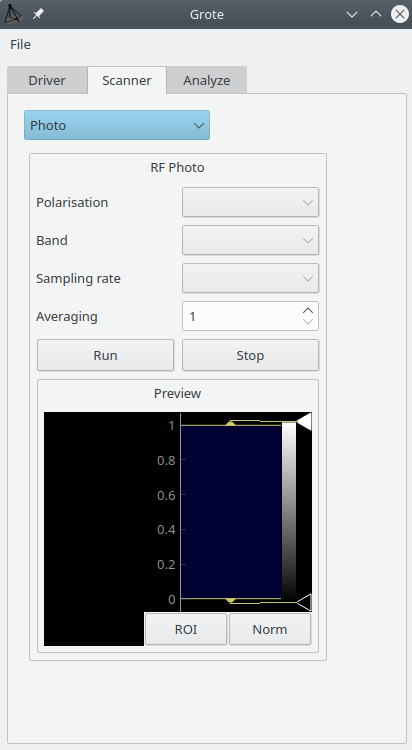 Grote
File
Driver Scanner Analyze
Photo
RF Photo
Polarisation
Band
Sampling rate
Averaging 1
Run Stop
Preview
1
0.8
0.6
0.4
0.2
0
ROI Norm